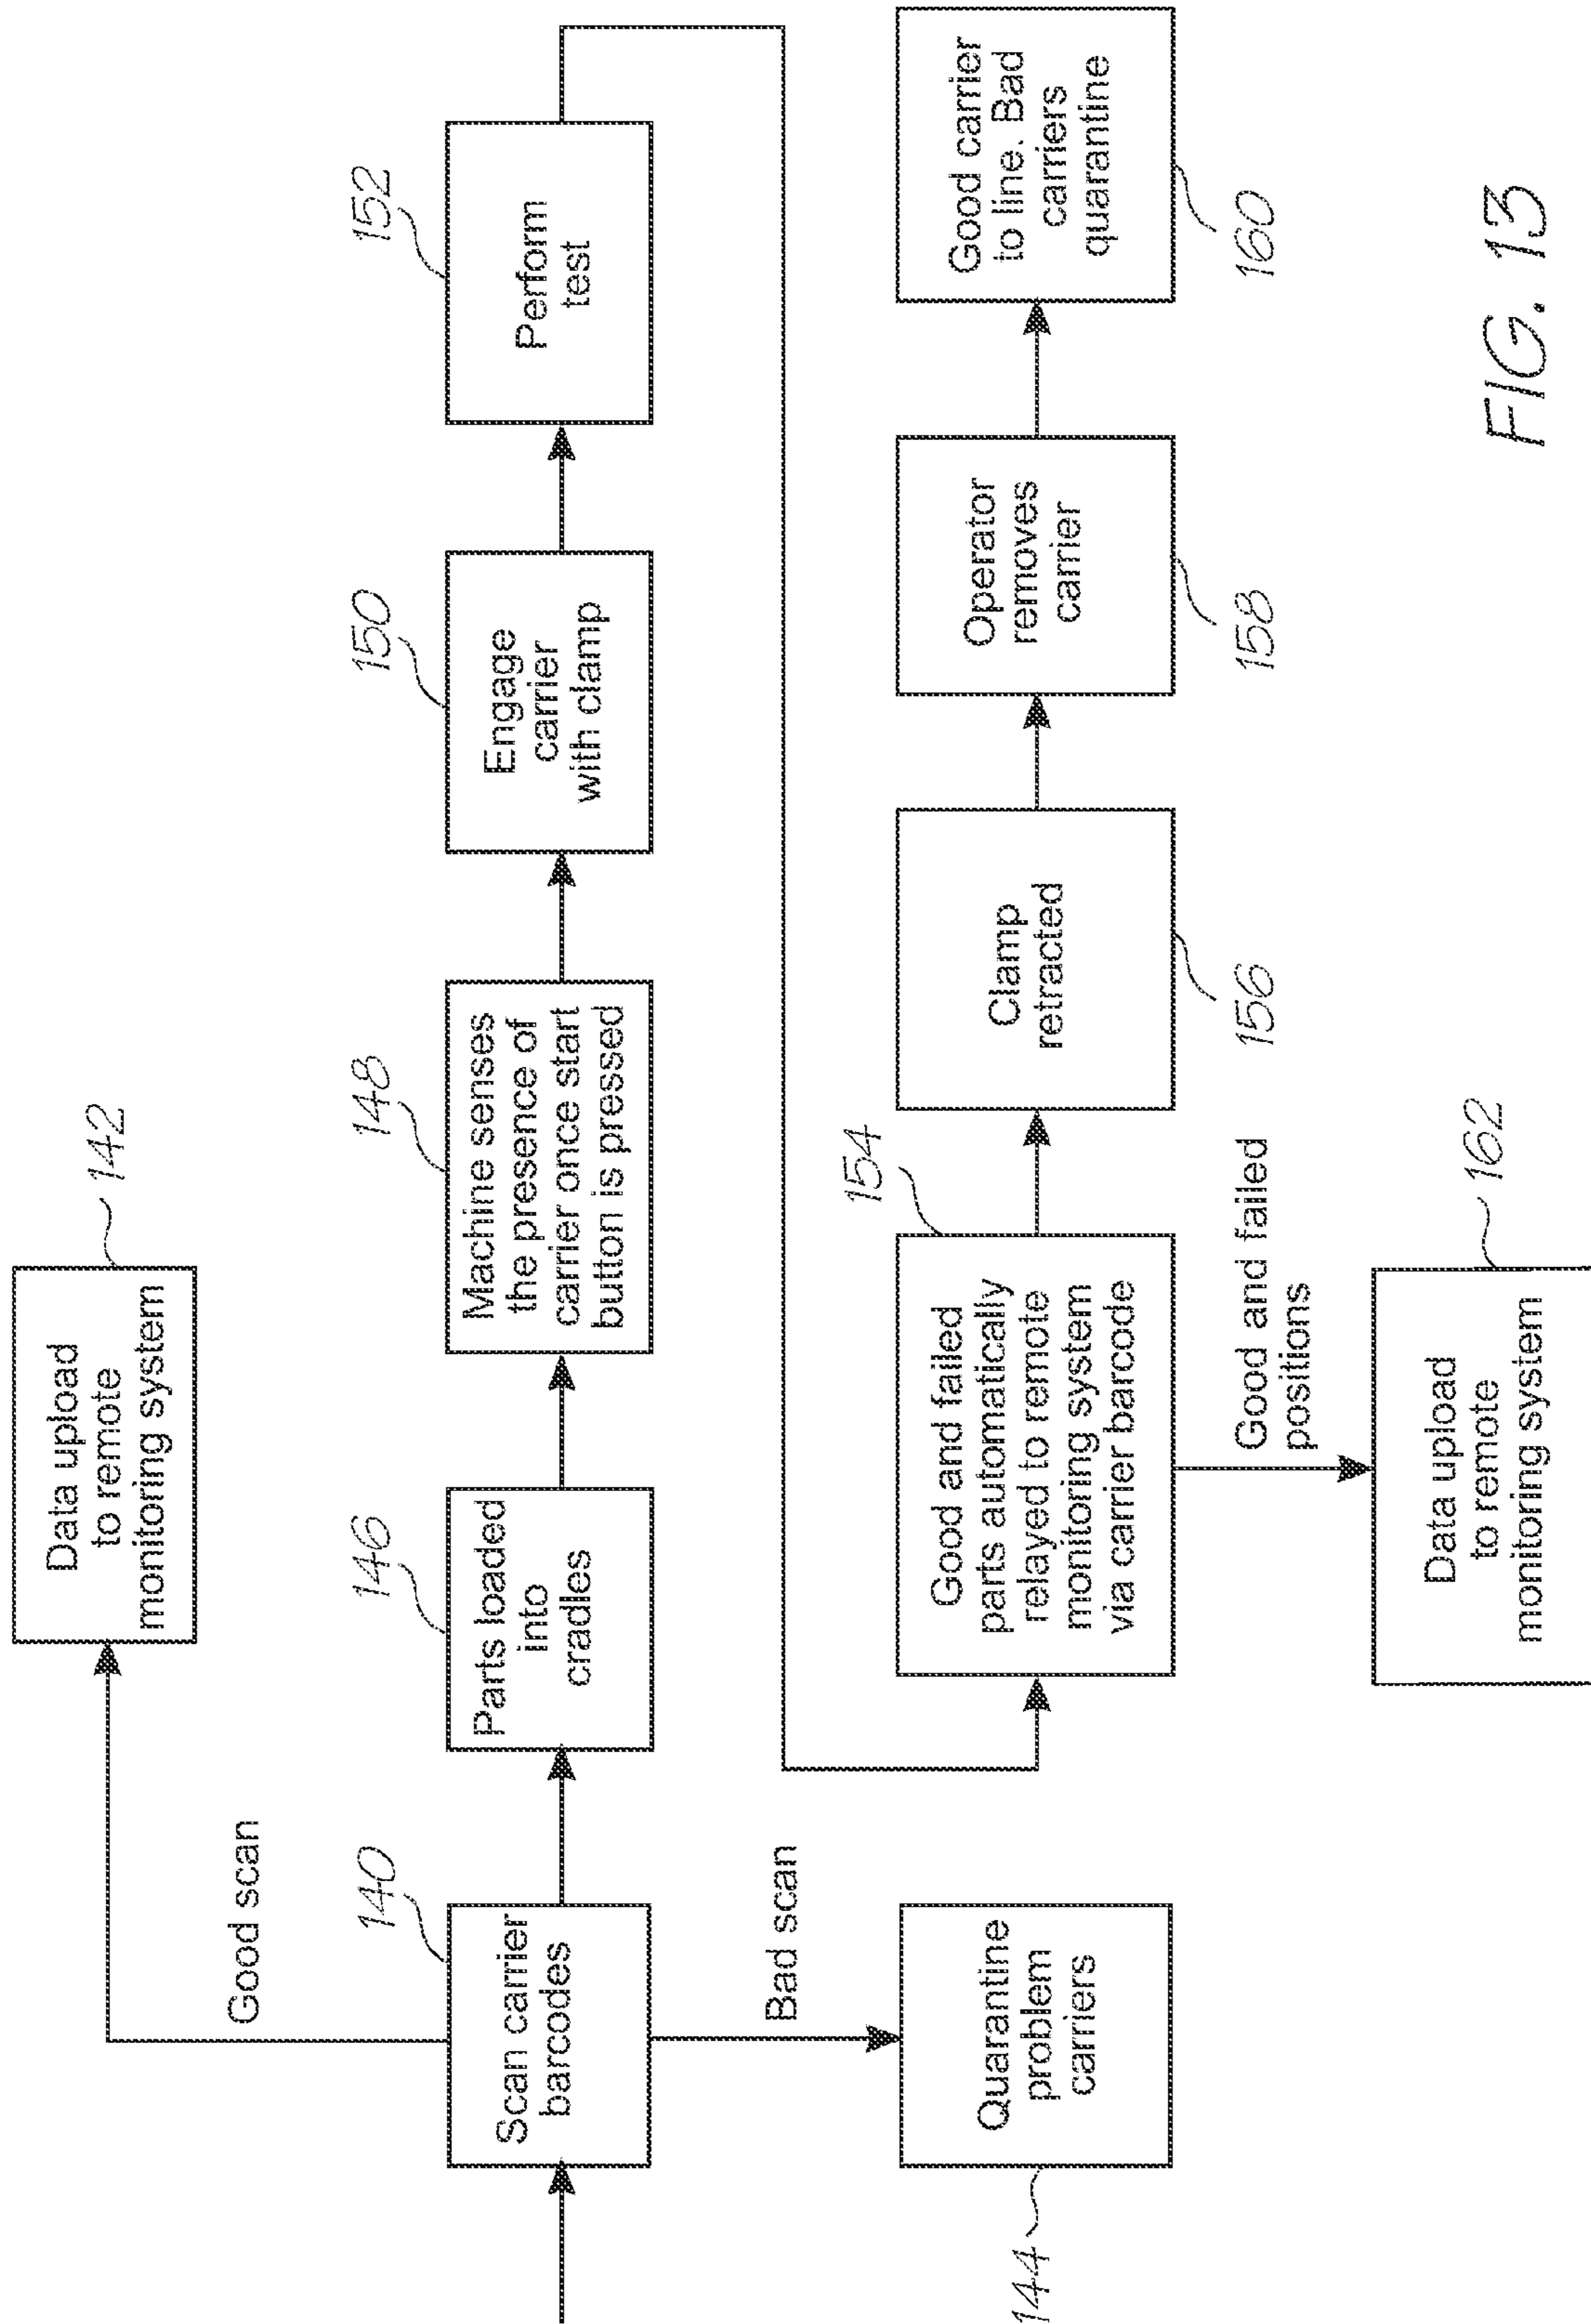 Data upload
to remote
monitoring system
142
Good scan
140
Scan carrier
barcodes
146
Parts loaded
into
cradles
148
Machine senses
the presence of
carrier once start
button is pressed
150
Engage
carrier
with clamp
152
Perform
test
Bad scan
Quarantine
problem
carriers
144
154
Good and failed
parts automatically
relayed to remote
monitoring system
via carrier barcode
Clamp
retracted
156
Operator
removes
carrier
158
Good carrier
to line. Bad
carriers
quarantine
160
Good and failed
positions
Data upload
to remote
monitoring system
162
FIG. 13